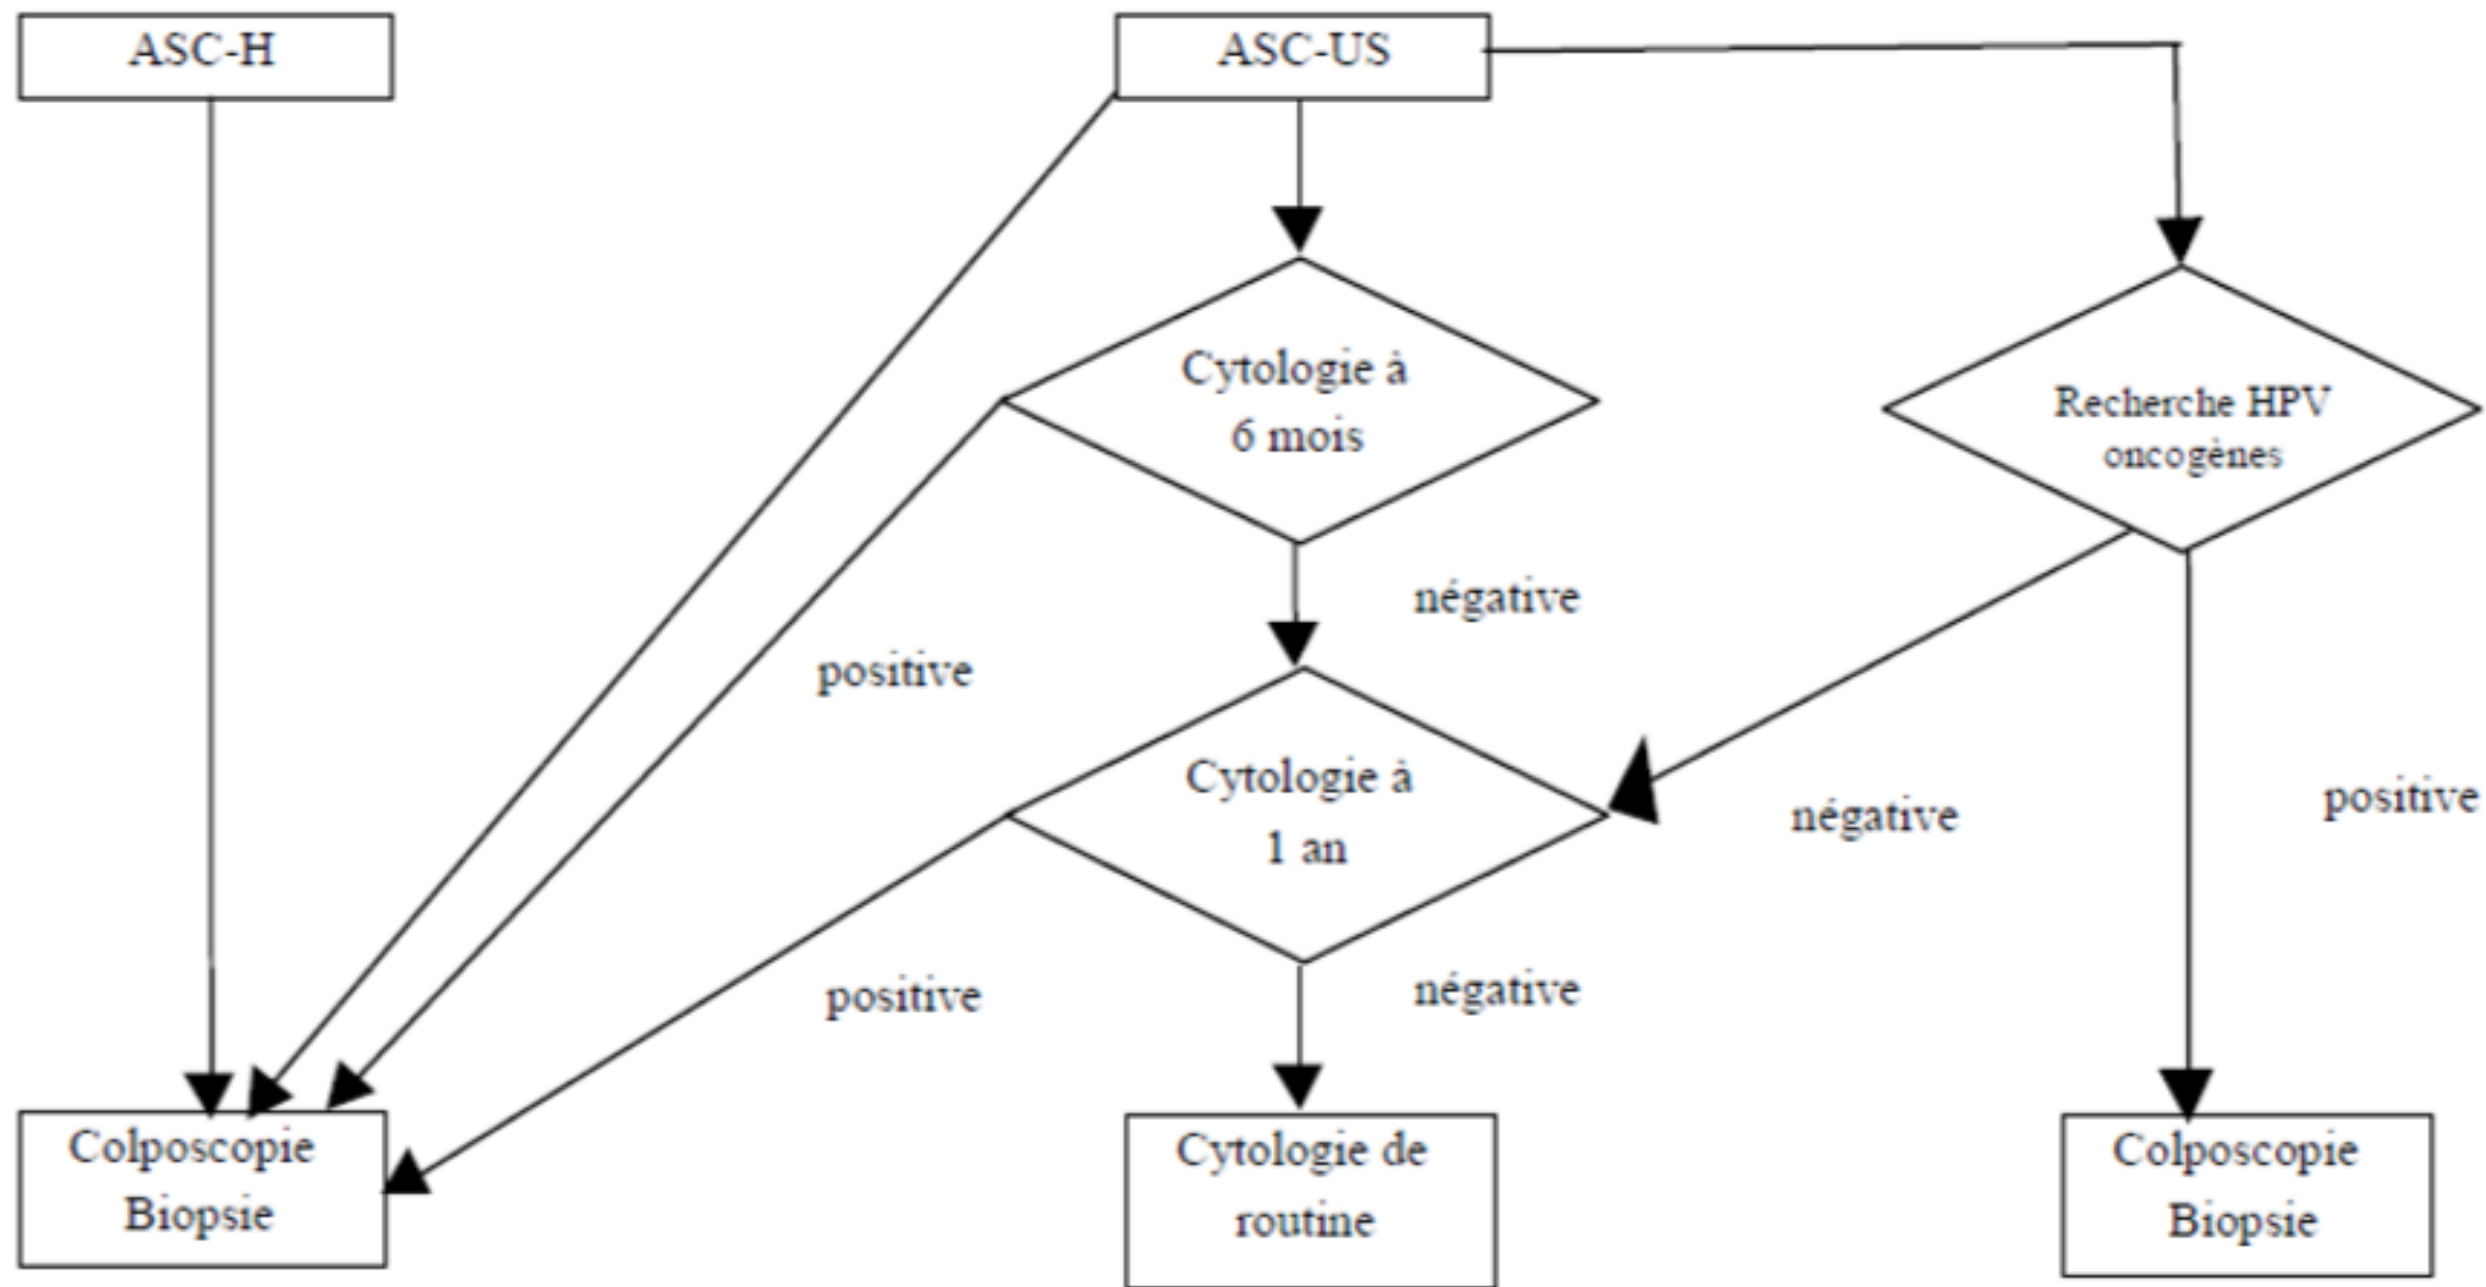 ASC-H
ASC-US
Cytologie à
6 mois
Recherche HPV
oncogènes
négative
positive
Cytologie à
1 an
négative
positive
positive
négative
Colposcopie
Biopsie
Cytologie de
routine
Colposcopie
Biopsie